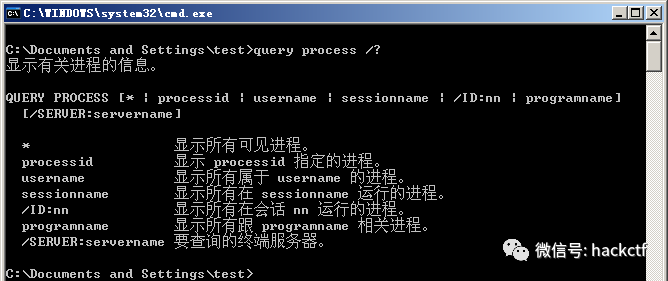 C:\WINDOWS\system32\cmd.exe
C:\Documents and Settings\test>query process /?
显示有关进程的信息。
QUERY PROCESS [* | processid | username | sessionname | /ID:nn | programname]
[/SERVER:servername]
* 显示所有可见进程。
processid 显示 processid 指定的进程。
username 显示所有属于 username 的进程。
sessionname 显示所有在 sessionname 运行的进程。
/ID:nn 显示所有在会话 nn 运行的进程。
programname 显示所有跟 programname 相关进程。
/SERVER:servername 要查询的终端服务器。
C:\Documents and Settings\test>
微信号: hackctf